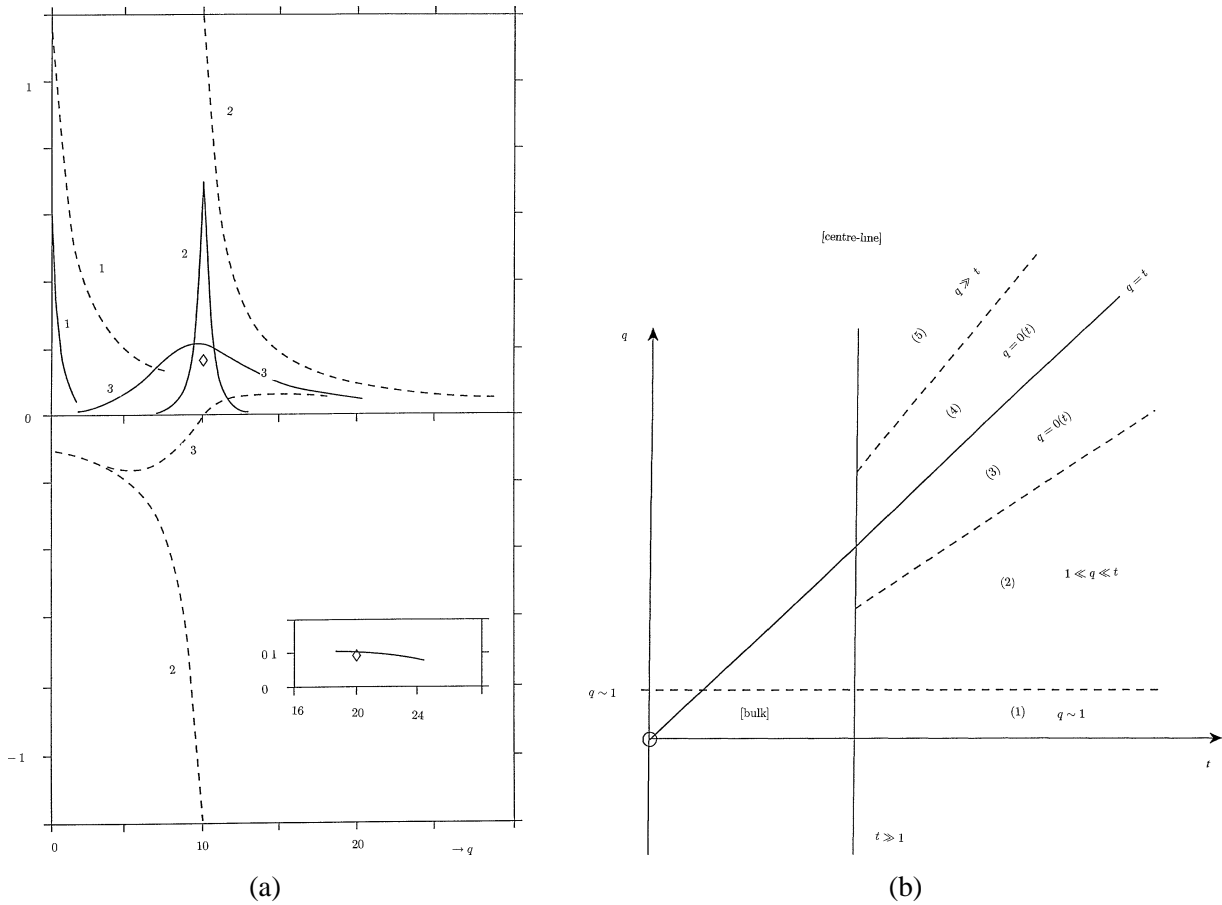 1
2
1
2
1
3
3
0
3
2
0 1
0
16
20
24
− 1
0
10
20
→ q
(a)
[centre-line]
q ≫ t
q = t
(5)
q = 0(t)
q
(4)
q = 0(t)
(3)
(2)
1 ≪ q ≪ t
q ~ 1
[bulk]
(1)
q ~ 1
t
t ≫ 1
(b)